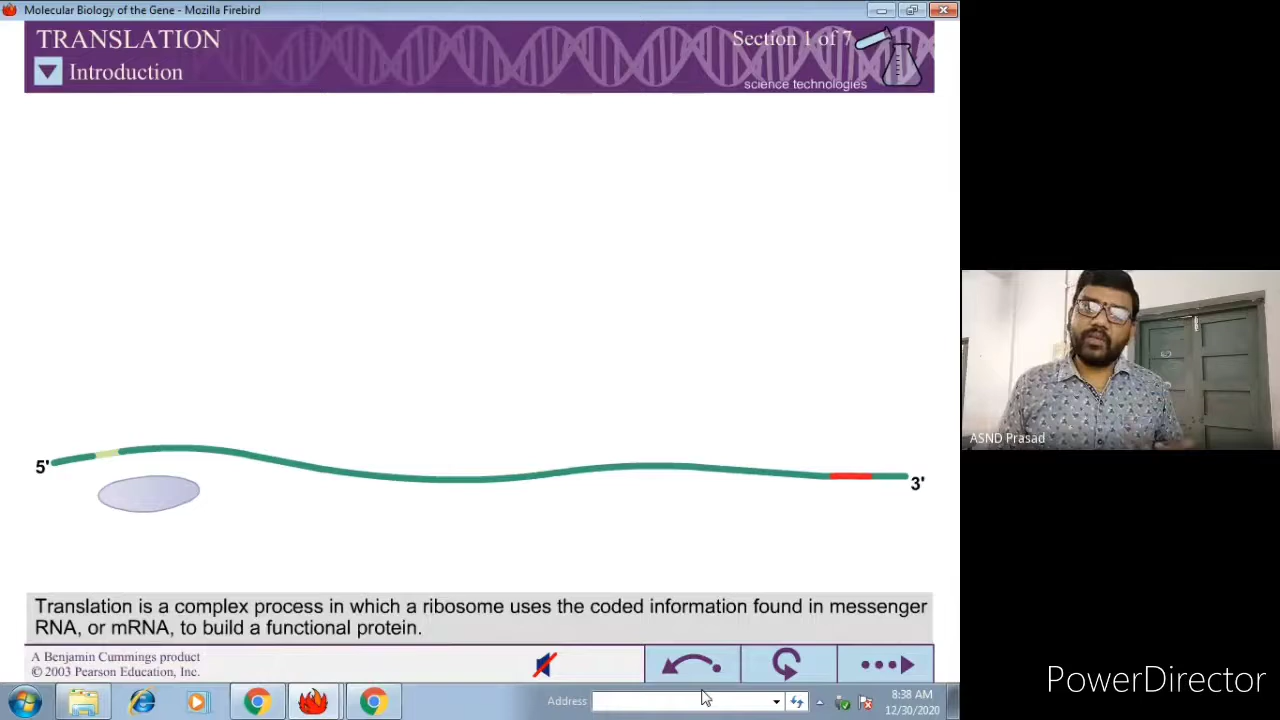 Molecular Biology of the Gene - Mozilla Firebird
TRANSLATION
Section 1 of 7
Introduction
science technologies
ASND Prasad
5'
3'
Translation is a complex process in which a ribosome uses the coded information found in messenger
RNA, or mRNA, to build a functional protein.
A Benjamin Cummings product
© 2003 Pearson Education, Inc.
PowerDirector
Address
8:38 AM
12/30/2020